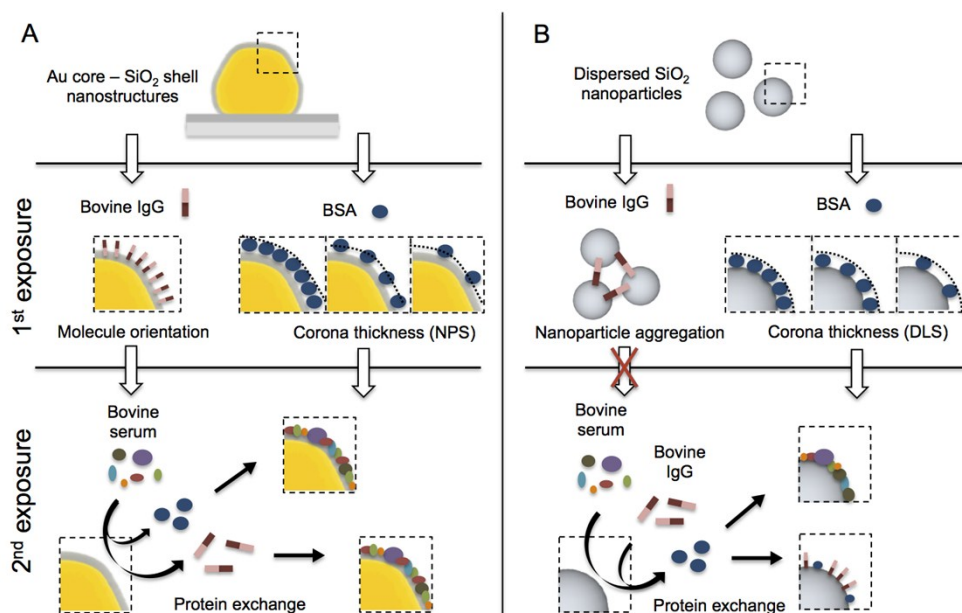 A
Au core – SiO₂ shell
nanostructures
1st exposure
Bovine IgG
BSA
Molecule orientation
Corona thickness (NPS)
2nd exposure
Bovine
serum
Protein exchange
B
Dispersed SiO₂
nanoparticles
Bovine IgG
BSA
Nanoparticle aggregation
Corona thickness (DLS)
Bovine
serum
Bovine
IgG
Protein exchange